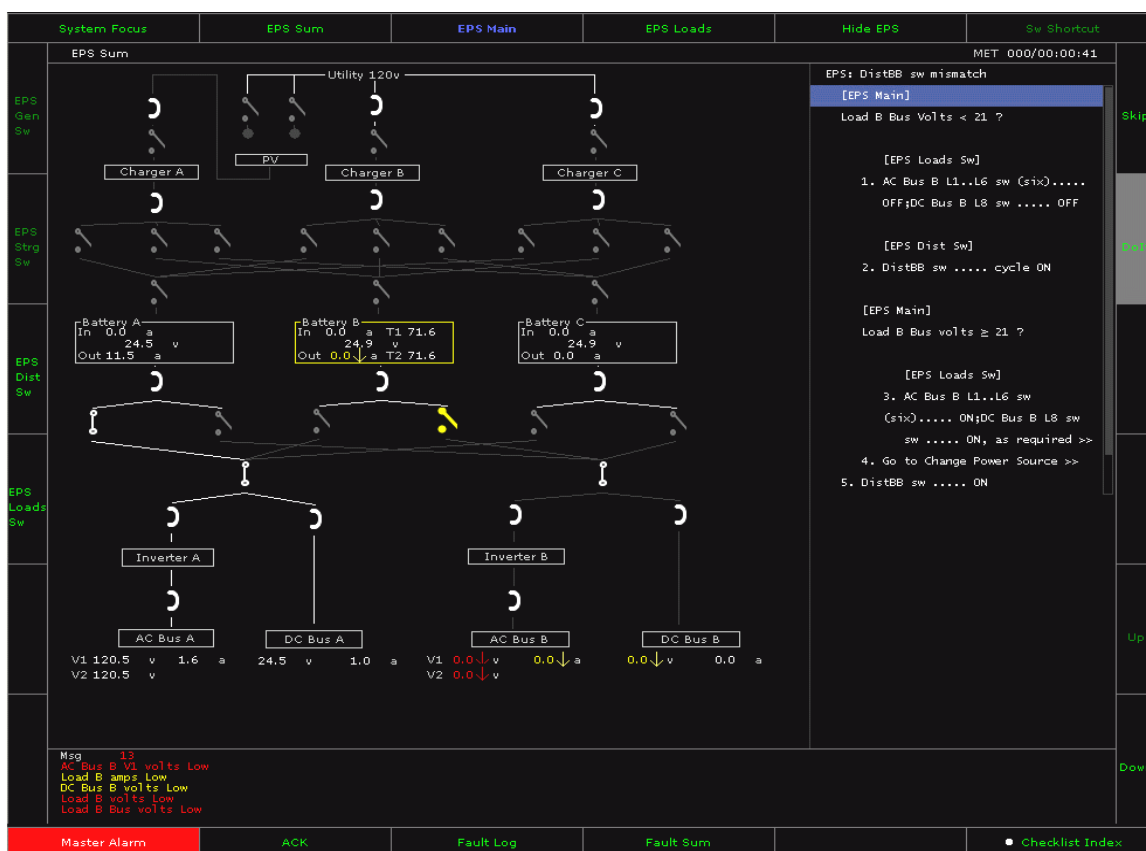 System Focus EPS Sum EPS Main EPS Loads Hide EPS Sw Shortcut
EPS Sum MET 000/00:00:41
EPS
Gen
Sw
EPS
Strg
Sw
EPS
Dist
Sw
EPS
Loads
Sw
Utility 120v
PV
Charger A Charger B Charger C
Battery A
In 0.0 a
24.5 v
Out 11.5 a
Battery B
In 0.0 a T1 71.6
24.9 v
Out 0.0 a T2 71.6
Battery C
In 0.0 a
24.9 v
Out 0.0 a
Inverter A Inverter B
AC Bus A DC Bus A AC Bus B DC Bus B
V1 120.5 v 1.6 a 24.5 v 1.0 a V1 0.0 v 0.0 a 0.0 v 0.0 a
V2 120.5 v V2 0.0 v
EPS: DistBB sw mismatch
[EPS Main]
Load B Bus Volts < 21 ?
[EPS Loads Sw]
1. AC Bus B L1..L6 sw (six).....
OFF;DC Bus B L8 sw ..... OFF
[EPS Dist Sw]
2. DistBB sw ..... cycle ON
[EPS Main]
Load B Bus volts ≥ 21 ?
[EPS Loads Sw]
3. AC Bus B L1..L6 sw
(six)..... ON;DC Bus B L8 sw
sw ..... ON, as required >>
4. Go to Change Power Source >>
5. DistBB sw ..... ON
Skip
DoIt
Up
Dow
Msg 13
AC Bus B V1 volts Low
Load B amps Low
DC Bus B volts Low
Load B volts Low
Load B Bus volts Low
Master Alarm ACK Fault Log Fault Sum Checklist Index